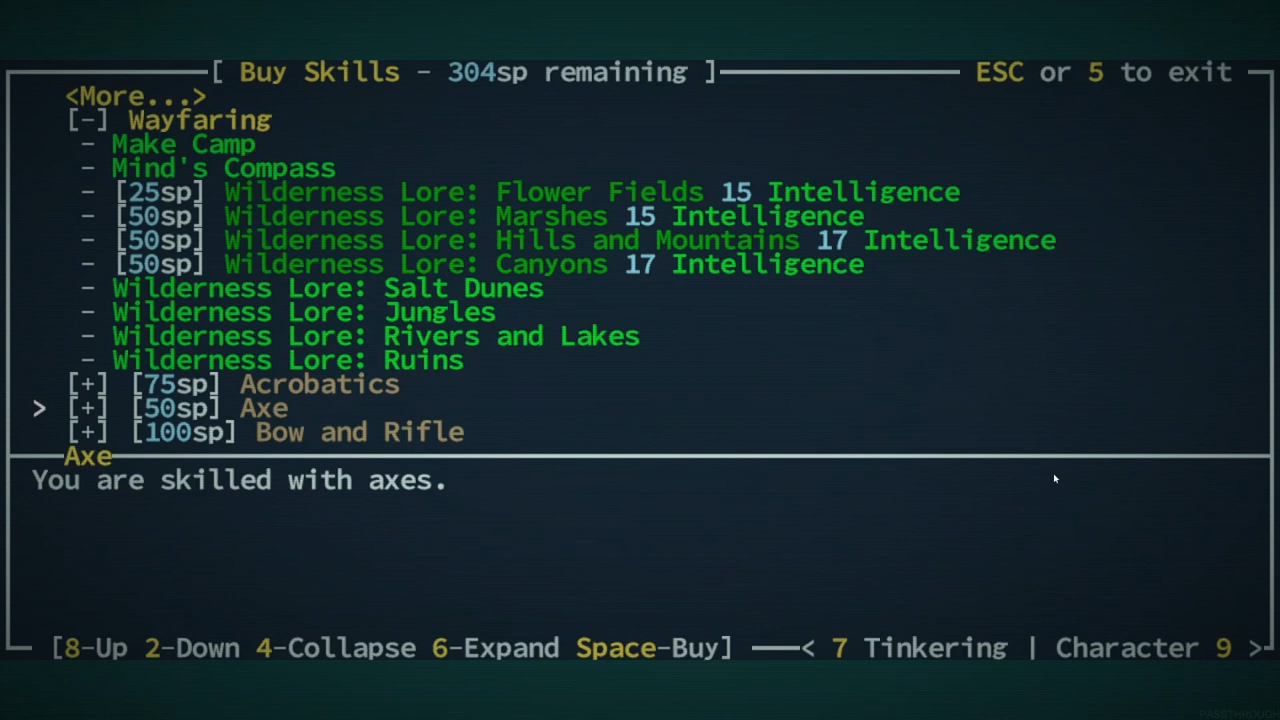 [ Buy Skills - 304sp remaining ] ESC or 5 to exit
<More...>
[-] Wayfaring
- Make Camp
- Mind's Compass
- [25sp] Wilderness Lore: Flower Fields 15 Intelligence
- [50sp] Wilderness Lore: Marshes 15 Intelligence
- [50sp] Wilderness Lore: Hills and Mountains 17 Intelligence
- [50sp] Wilderness Lore: Canyons 17 Intelligence
- Wilderness Lore: Salt Dunes
- Wilderness Lore: Jungles
- Wilderness Lore: Rivers and Lakes
- Wilderness Lore: Ruins
[+] [75sp] Acrobatics
> [+] [50sp] Axe
[+] [100sp] Bow and Rifle
Axe
You are skilled with axes.
[8-Up 2-Down 4-Collapse 6-Expand Space-Buy] < 7 Tinkering | Character 9 >